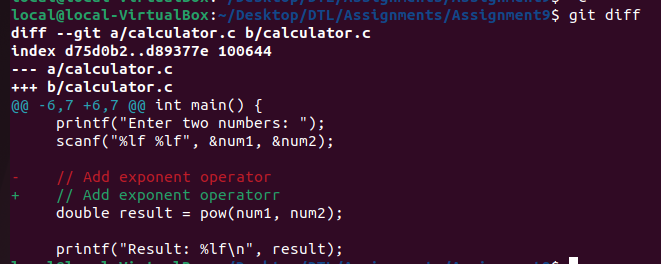 local@local-VirtualBox:~/Desktop/DTL/Assignments/Assignment9$ git diff
diff --git a/calculator.c b/calculator.c
index d75d0b2..d89377e 100644
--- a/calculator.c
+++ b/calculator.c
@@ -6,7 +6,7 @@ int main() {
     printf("Enter two numbers: ");
     scanf("%lf %lf", &num1, &num2);
-    // Add exponent operator
+    // Add exponent operatorr
     double result = pow(num1, num2);
     printf("Result: %lf\n", result);